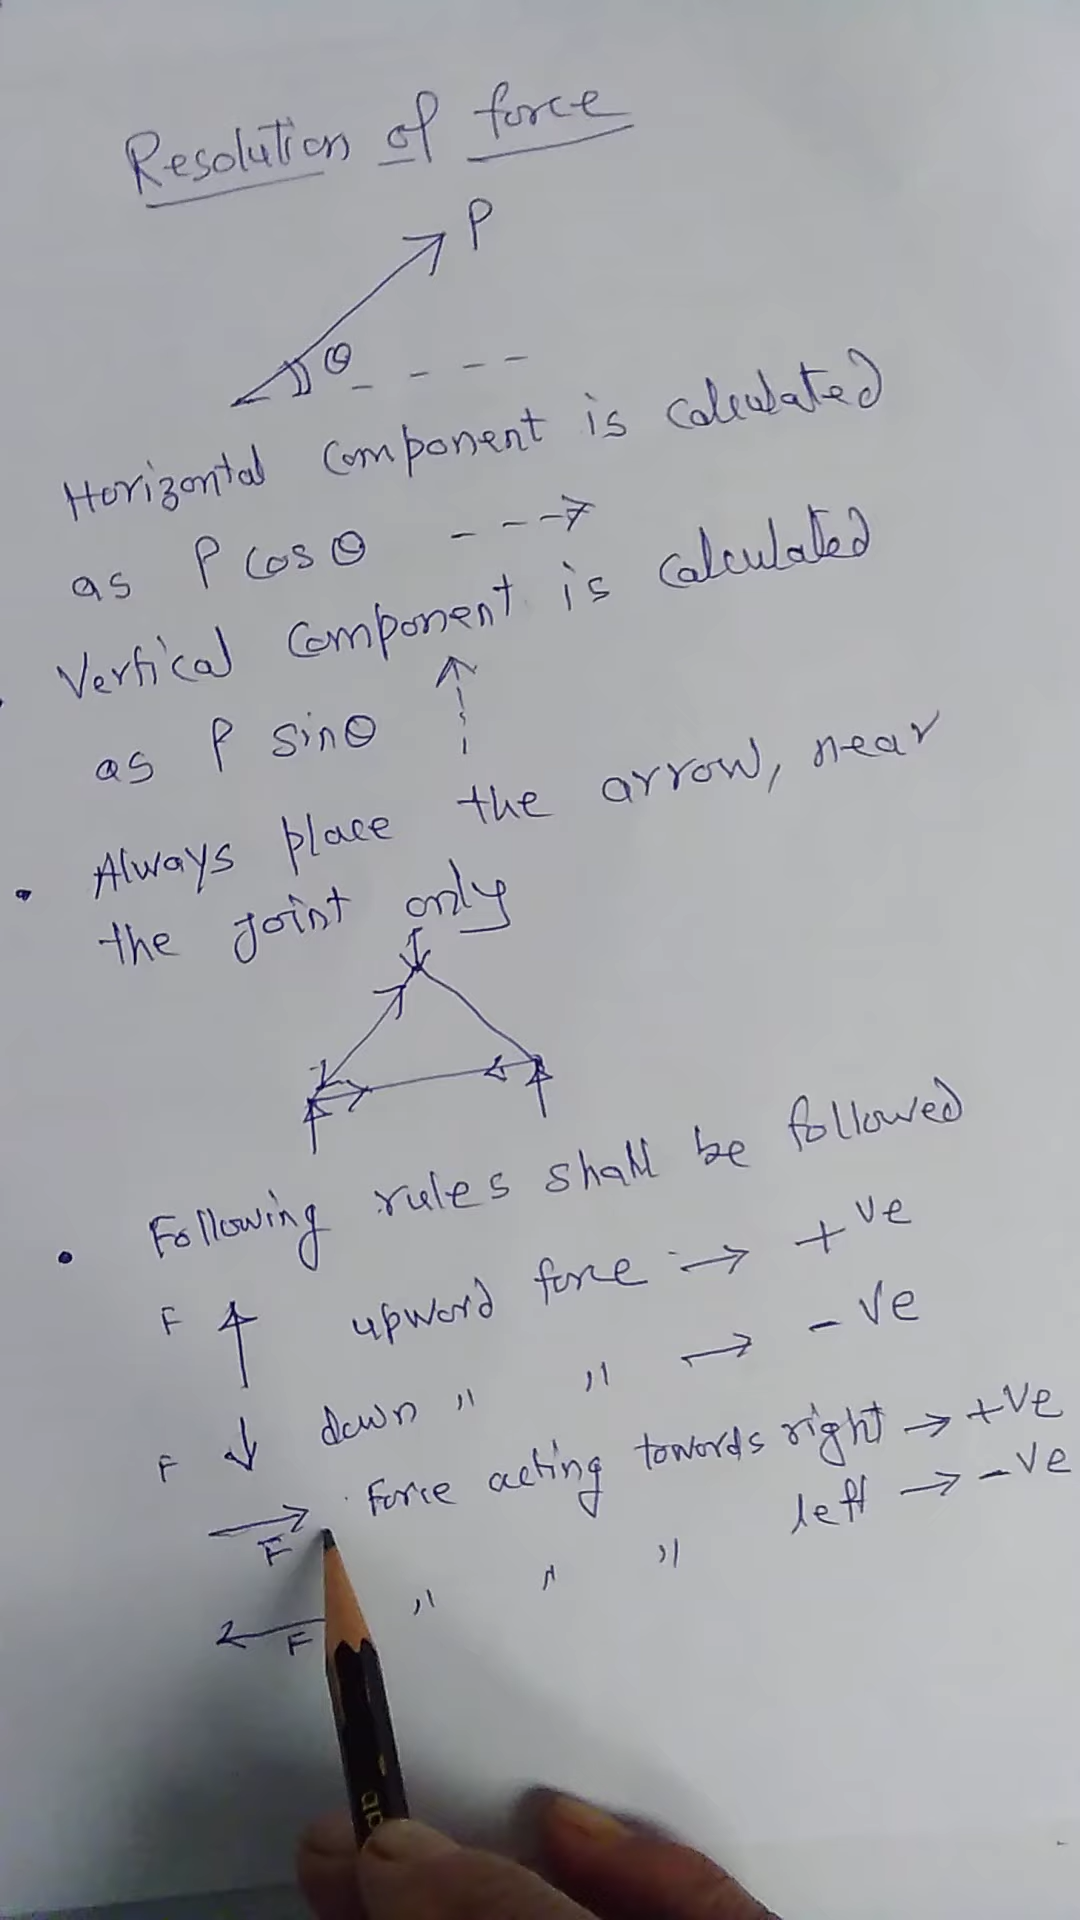 Resolution of force
P
θ
Horizontal component is calculated
as P cos θ
Vertical component is calculated
as P sinθ
• Always place the arrow, near
the joint only
• Following rules shall be followed
F upword force → +ve
F down " " → -ve
Force acting towords right → +ve
F
" " " left → -ve
F